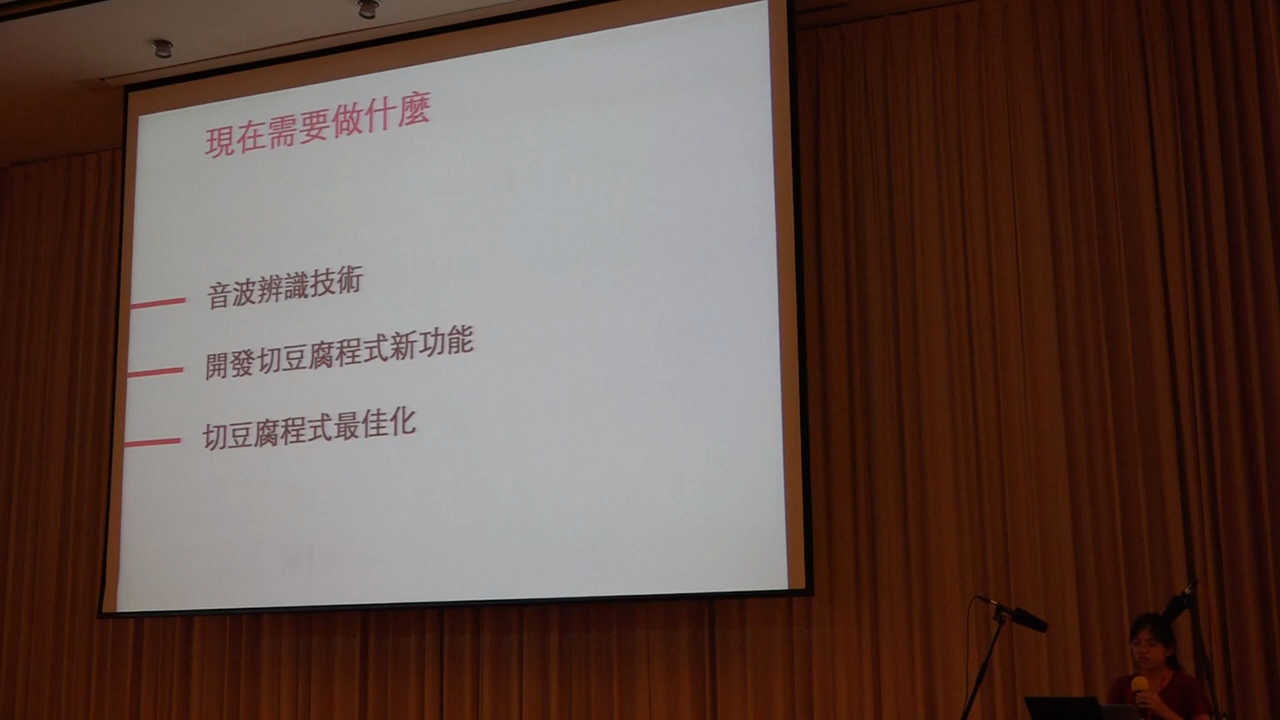 現在需要做什麼
音波辨識技術
開發切豆腐程式新功能
切豆腐程式最佳化